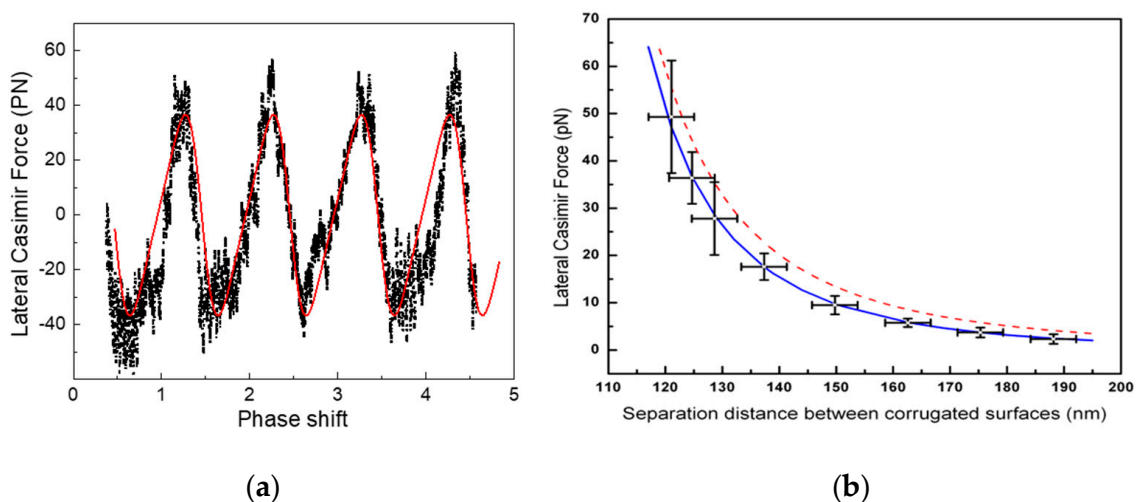 60
40
20
0
-20
-40
0 1 2 3 4 5
Lateral Casimir Force (PN)
Phase shift
(a)
70
60
50
40
30
20
10
0
110 120 130 140 150 160 170 180 190 200
Lateral Casimir Force (pN)
Separation distance between corrugated surfaces (nm)
(b)